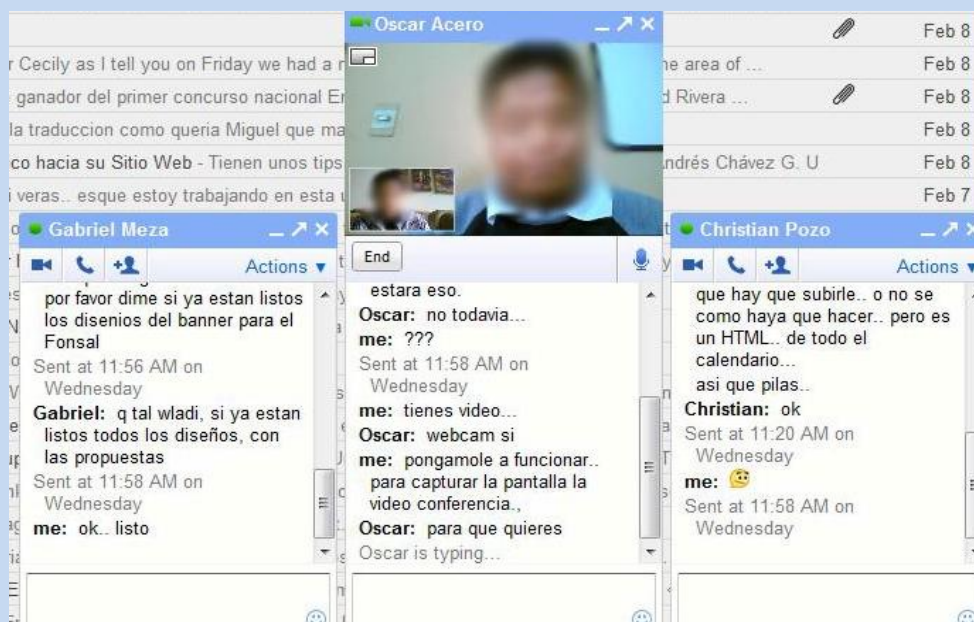 Feb 8
r Cecily as I tell you on Friday we had a
ne area of ...
Feb 8
ganador del primer concurso nacional
d Rivera ...
Feb 8
la traduccion como queria Miguel que
Feb 8
co hacia su Sitio Web - Tienen unos tips
ndrés Chávez G. U
Feb 8
i veras.. esque estoy trabajando en esta
Feb 7
Oscar Acero
End
estara eso.
Oscar: no todavia...
me: ???
Sent at 11:58 AM on
Wednesday
me: tienes video...
Oscar: webcam si
me: pongamole a funcionar..
para capturar la pantalla la
video conferencia.,
Oscar: para que quieres
Oscar is typing...
Gabriel Meza
Actions
por favor dime si ya estan listos
los disenios del banner para el
Fonsal
Sent at 11:56 AM on
Wednesday
Gabriel: q tal wladi, si ya estan
listos todos los diseños, con
las propuestas
Sent at 11:58 AM on
Wednesday
me: ok.. listo
Christian Pozo
Actions
que hay que subirle.. o no se
como haya que hacer.. pero es
un HTML.. de todo el
calendario...
asi que pilas..
Christian: ok
Sent at 11:20 AM on
Wednesday
me:
Sent at 11:58 AM on
Wednesday